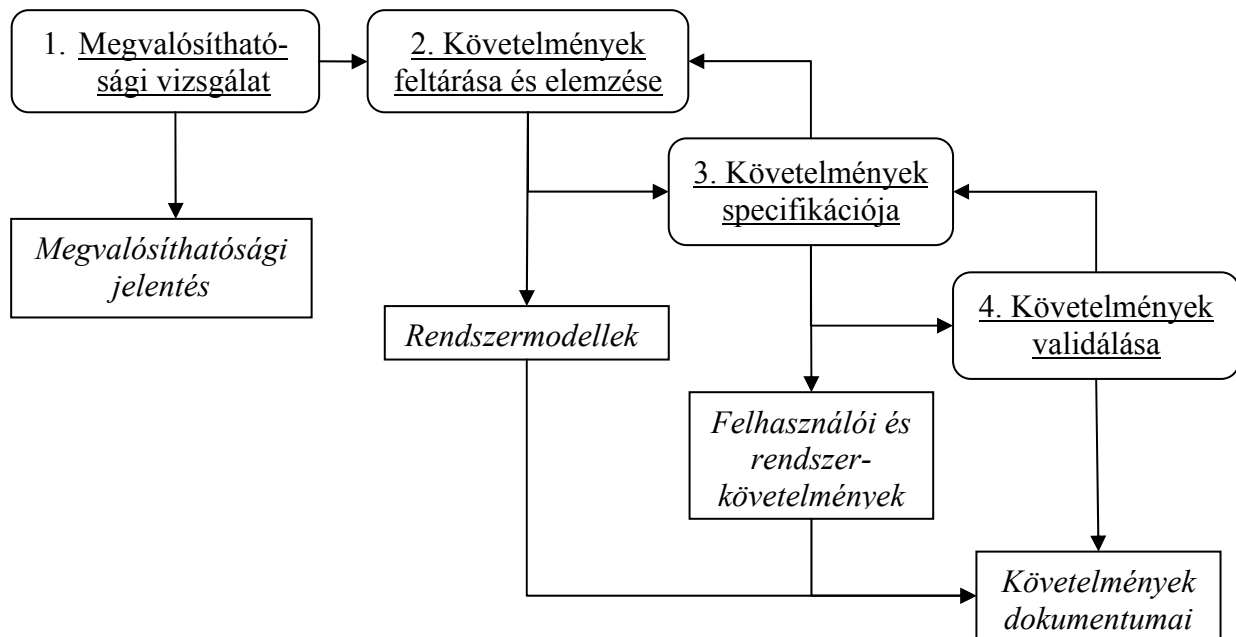 1. Megvalósítható-
sági vizsgálat
2. Követelmények
feltárása és elemzése
3. Követelmények
specifikációja
Megvalósíthatósági
jelentés
4. Követelmények
validálása
Rendszermodellek
Felhasználói és
rendszer-
követelmények
Követelmények
dokumentumai